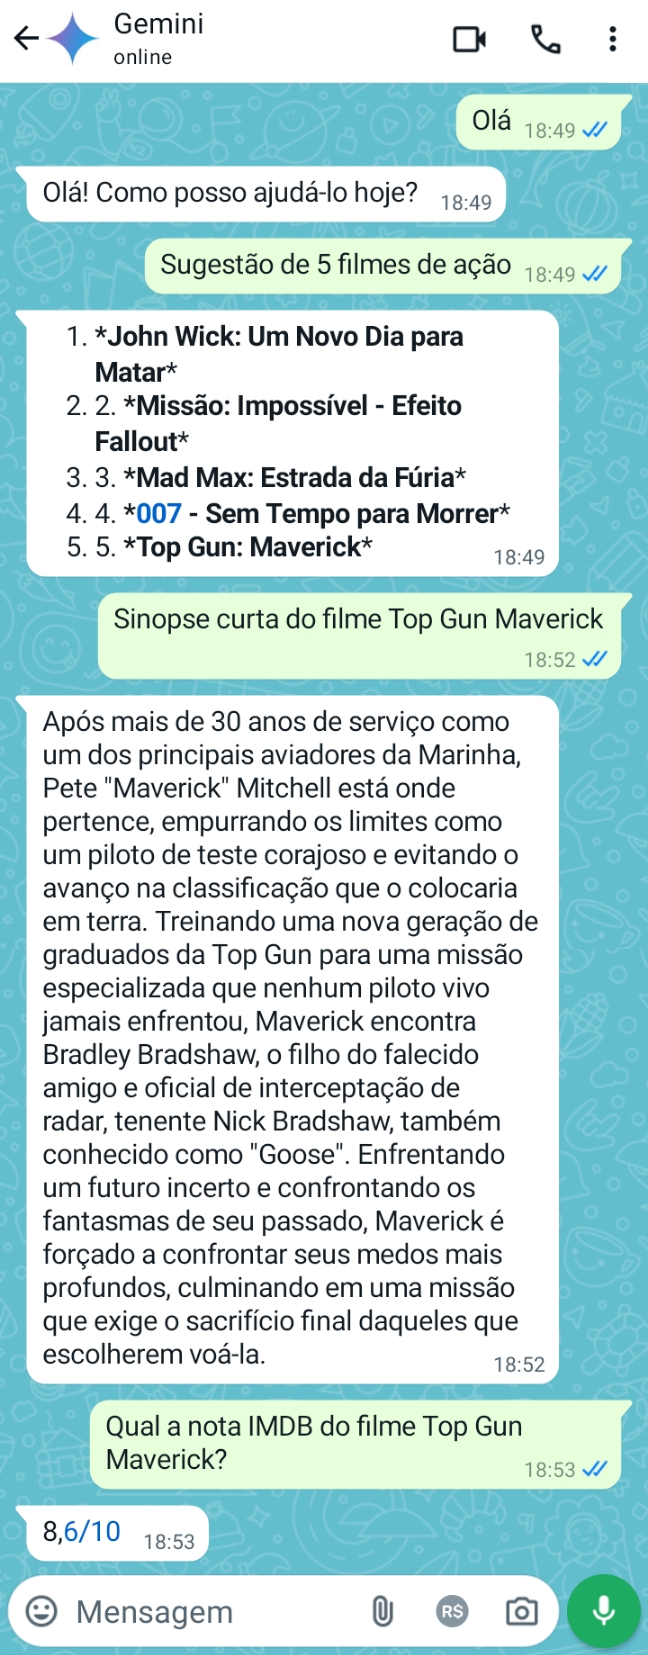 Gemini
online
Olá 18:49
Olá! Como posso ajudá-lo hoje? 18:49
Sugestão de 5 filmes de ação 18:49
1. *John Wick: Um Novo Dia para
Matar*
2. 2. *Missão: Impossível - Efeito
Fallout*
3. 3. *Mad Max: Estrada da Fúria*
4. 4. *007 - Sem Tempo para Morrer*
5. 5. *Top Gun: Maverick*
18:49
Sinopse curta do filme Top Gun Maverick
18:52
Após mais de 30 anos de serviço como
um dos principais aviadores da Marinha,
Pete "Maverick" Mitchell está onde
pertence, empurrando os limites como
um piloto de teste corajoso e evitando o
avanço na classificação que o colocaria
em terra. Treinando uma nova geração de
graduados da Top Gun para uma missão
especializada que nenhum piloto vivo
jamais enfrentou, Maverick encontra
Bradley Bradshaw, o filho do falecido
amigo e oficial de interceptação de
radar, tenente Nick Bradshaw, também
conhecido como "Goose". Enfrentando
um futuro incerto e confrontando os
fantasmas de seu passado, Maverick é
forçado a confrontar seus medos mais
profundos, culminando em uma missão
que exige o sacrifício final daqueles que
escolherem voá-la.
18:52
Qual a nota IMDB do filme Top Gun
Maverick?
18:53
8,6/10 18:53
Mensagem R$